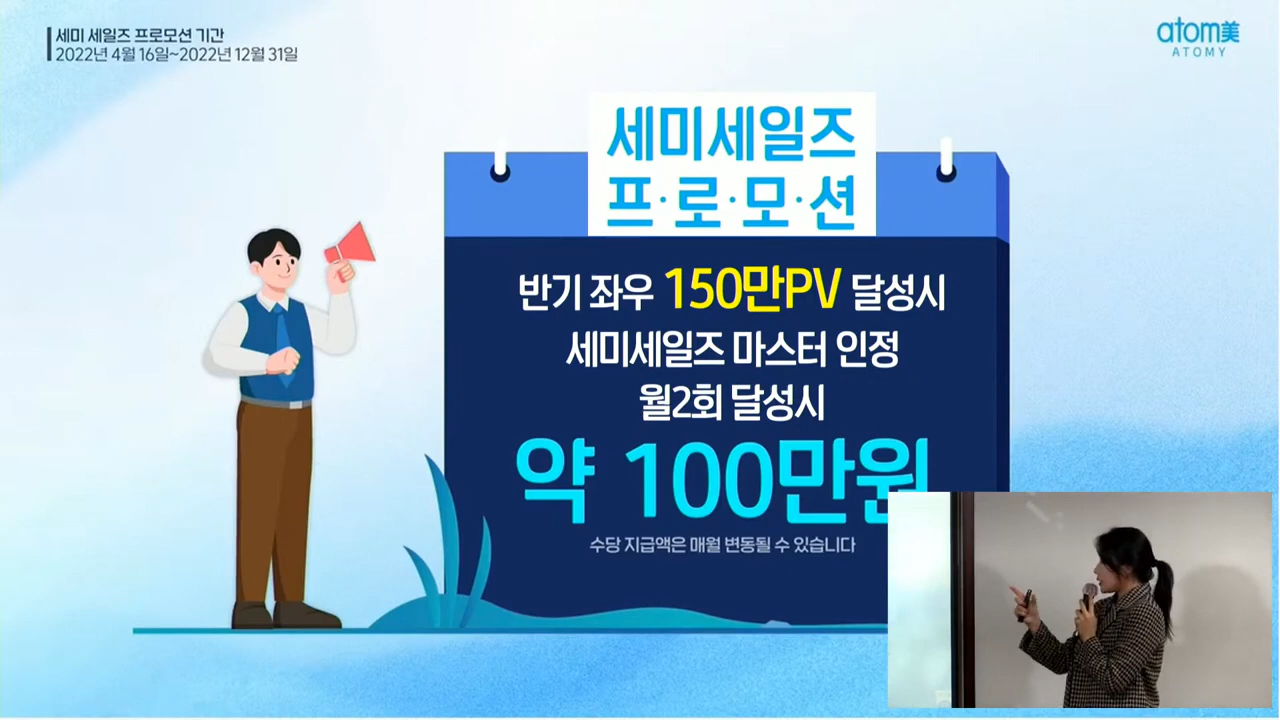 세미 세일즈 프로모션 기간
2022년 4월 16일~2022년 12월 31일
atom美
ATOMY
세미세일즈
프·로·모·션
반기 좌우 150만PV 달성시
세미세일즈 마스터 인정
월2회 달성시
약 100만원
수당 지급액은 매월 변동될 수 있습니다